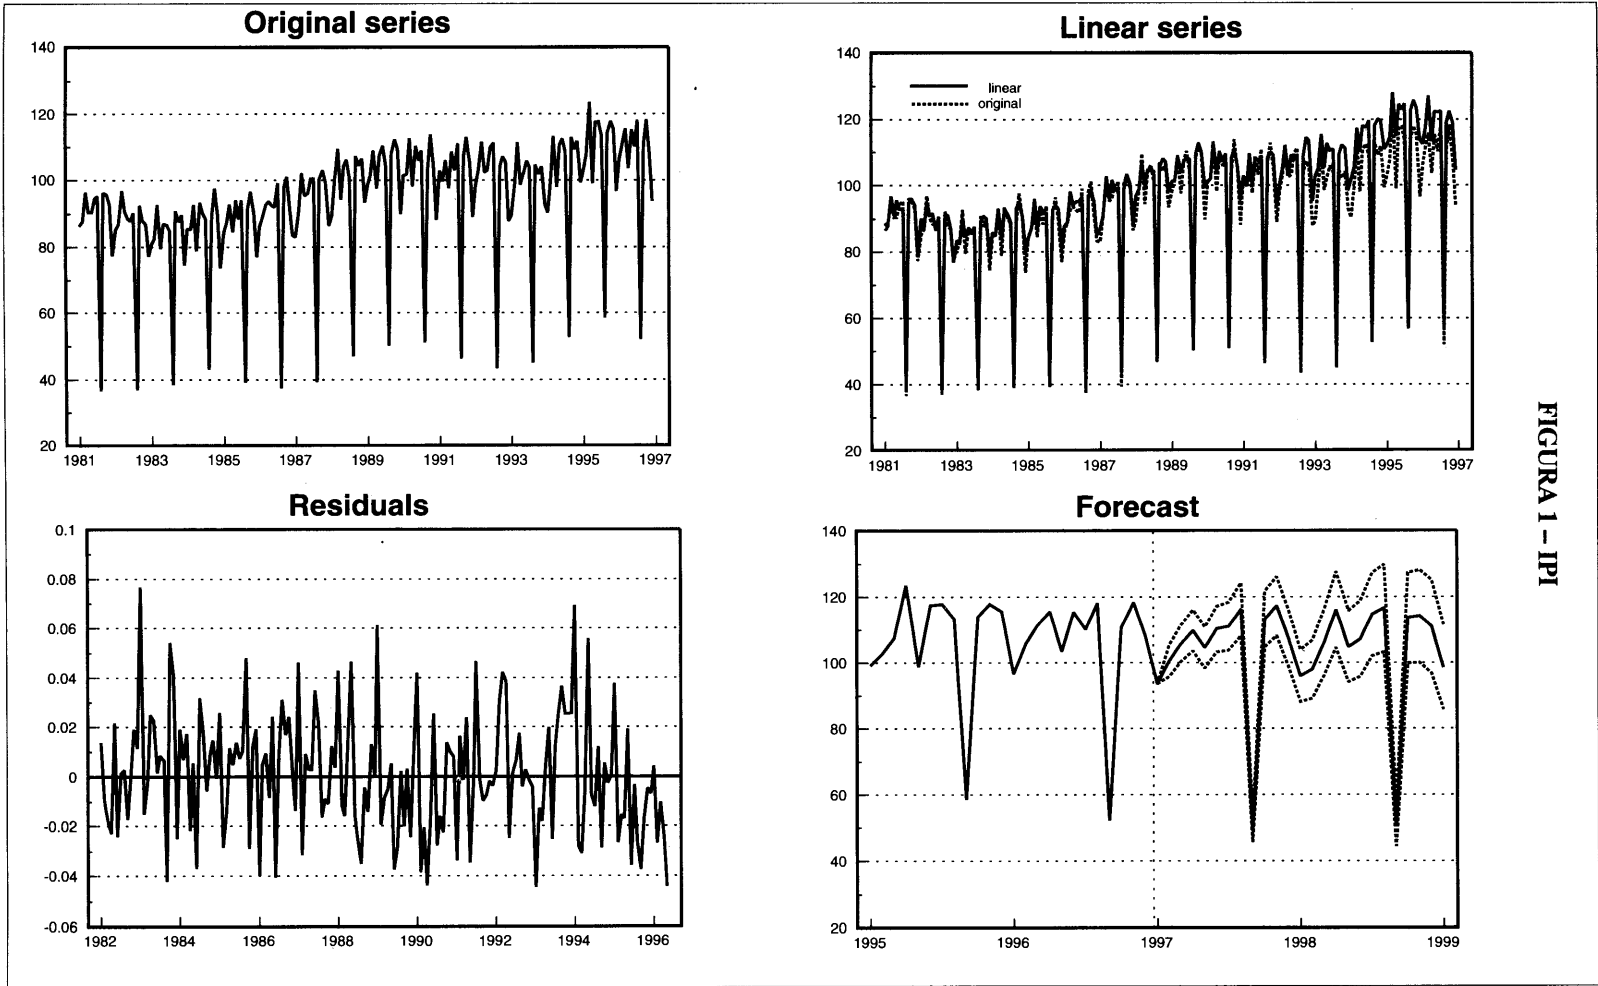 Original series
140
120
100
80
60
40
20
1981 1983 1985 1987 1989 1991 1993 1995 1997
Linear series
140
120
100
80
60
40
20
linear
original
1981 1983 1985 1987 1989 1991 1993 1995 1997
Residuals
0.1
0.08
0.06
0.04
0.02
0
-0.02
-0.04
-0.06
1982 1984 1986 1988 1990 1992 1994 1996
Forecast
140
120
100
80
60
40
20
1995 1996 1997 1998 1999
FIGURA 1 – IPI